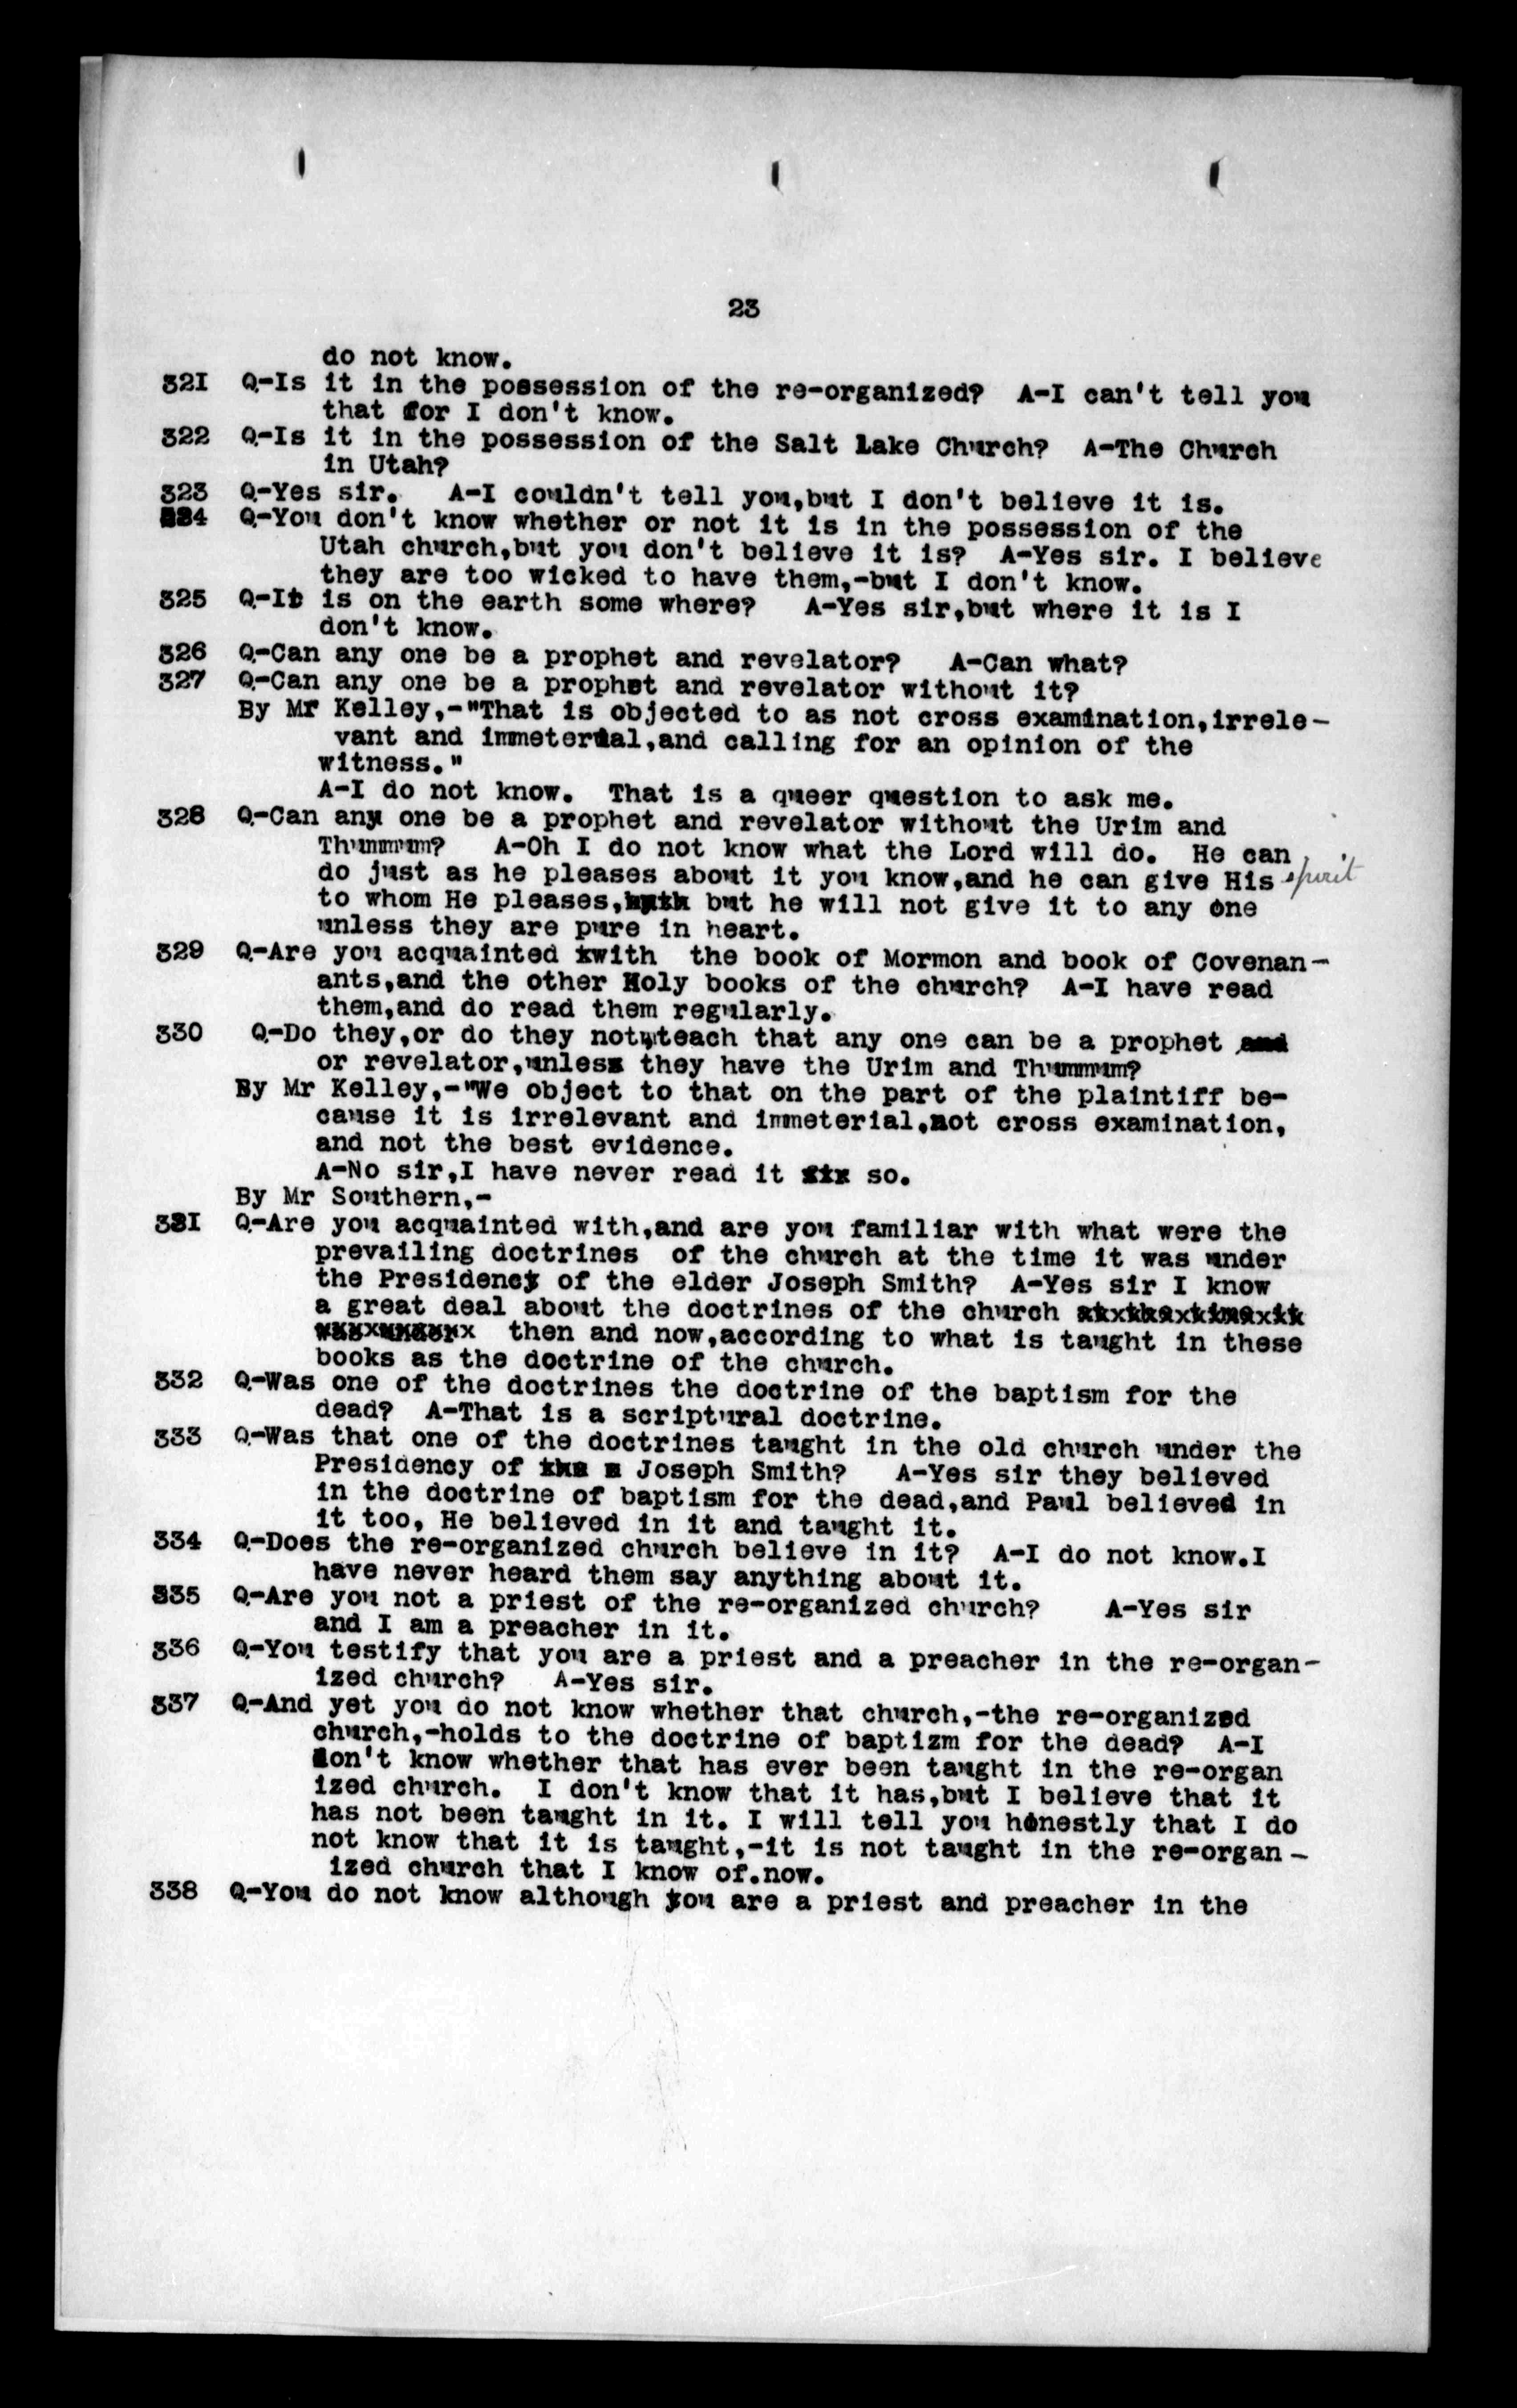 23
do not know.
321 Q-Is it in the possession of the re-organized? A-I can't tell you
that for I don't know.
322 Q-Is it in the possession of the Salt Lake Church? A-The Church
in Utah?
323 Q-Yes sir. A-I couldn't tell you,but I don't believe it is.
324 Q-You don't know whether or not it is in the possession of the
Utah church,but you don't believe it is? A-Yes sir. I believe
they are too wicked to have them,-but I don't know.
325 Q-It is on the earth some where? A-Yes sir,but where it is I
don't know.
326 Q-Can any one be a prophet and revelator? A-Can what?
327 Q-Can any one be a prophet and revelator without it?
By Mr Kelley,-"That is objected to as not cross examination,irrele-
vant and immeterial,and calling for an opinion of the
witness."
A-I do not know. That is a queer question to ask me.
328 Q-Can any one be a prophet and revelator without the Urim and
Thummum? A-Oh I do not know what the Lord will do. He can
do just as he pleases about it you know,and he can give His spirit
to whom He pleases, but he will not give it to any one
unless they are pure in heart.
329 Q-Are you acquainted with the book of Mormon and book of Covenan-
ants,and the other Holy books of the church? A-I have read
them,and do read them regularly.
330 Q-Do they,or do they not,teach that any one can be a prophet and
or revelator,unless they have the Urim and Thummum?
By Mr Kelley,-"We object to that on the part of the plaintiff be-
cause it is irrelevant and immeterial,not cross examination,
and not the best evidence.
A-No sir,I have never read it so.
By Mr Southern,-
331 Q-Are you acquainted with,and are you familiar with what were the
prevailing doctrines of the church at the time it was under
the Presidency of the elder Joseph Smith? A-Yes sir I know
a great deal about the doctrines of the church atxthextimexit
wasxunderx then and now,according to what is taught in these
books as the doctrine of the church.
332 Q-Was one of the doctrines the doctrine of the baptism for the
dead? A-That is a scriptural doctrine.
333 Q-Was that one of the doctrines taught in the old church under the
Presidency of Joseph Smith? A-Yes sir they believed
in the doctrine of baptism for the dead,and Paul believed in
it too, He believed in it and taught it.
334 Q-Does the re-organized church believe in it? A-I do not know.I
have never heard them say anything about it.
335 Q-Are you not a priest of the re-organized church? A-Yes sir
and I am a preacher in it.
336 Q-You testify that you are a priest and a preacher in the re-organ-
ized church? A-Yes sir.
337 Q-And yet you do not know whether that church,-the re-organized
church,-holds to the doctrine of baptizm for the dead? A-I
don't know whether that has ever been taught in the re-organ
ized church. I don't know that it has,but I believe that it
has not been taught in it. I will tell you honestly that I do
not know that it is taught,-it is not taught in the re-organ-
ized church that I know of.now.
338 Q-You do not know although you are a priest and preacher in the